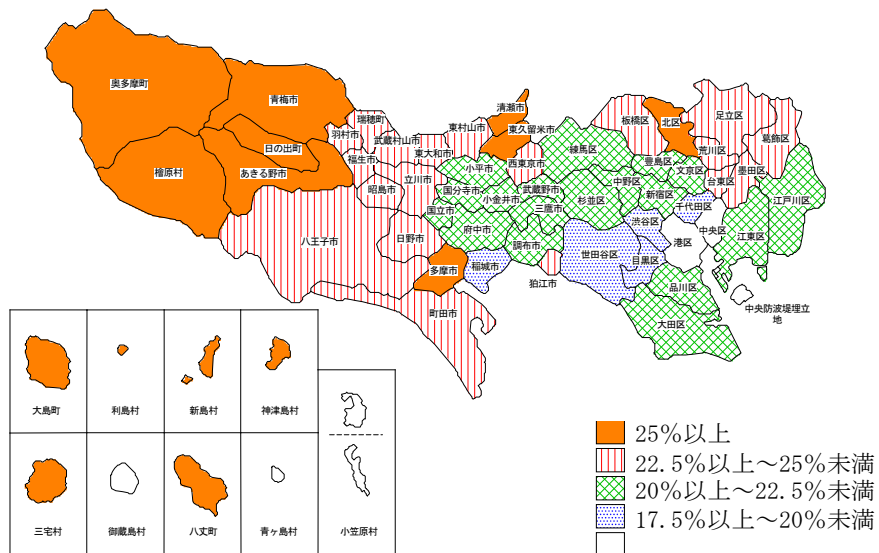 奥多摩町
青梅市
日の出町
檜原村
あきる野市
瑞穂町
羽村市
武蔵村山市
福生市
東大和市
立川市
昭島市
東村山市
清瀬市
東久留米市
西東京市
小平市
国分寺市
小金井市
武蔵野市
三鷹市
国立市
府中市
調布市
日野市
八王子市
多摩市
稲城市
町田市
狛江市
練馬区
板橋区
北区
足立区
葛飾区
荒川区
豊島区
文京区
台東区
墨田区
中野区
杉並区
新宿区
千代田区
江戸川区
渋谷区
中央区
江東区
港区
世田谷区
目黒区
品川区
大田区
中央防波堤埋立
地
大島町
利島村
新島村
神津島村
三宅村
御蔵島村
八丈町
青ヶ島村
小笠原村
25%以上
22.5%以上～25%未満
20%以上～22.5%未満
17.5%以上～20%未満